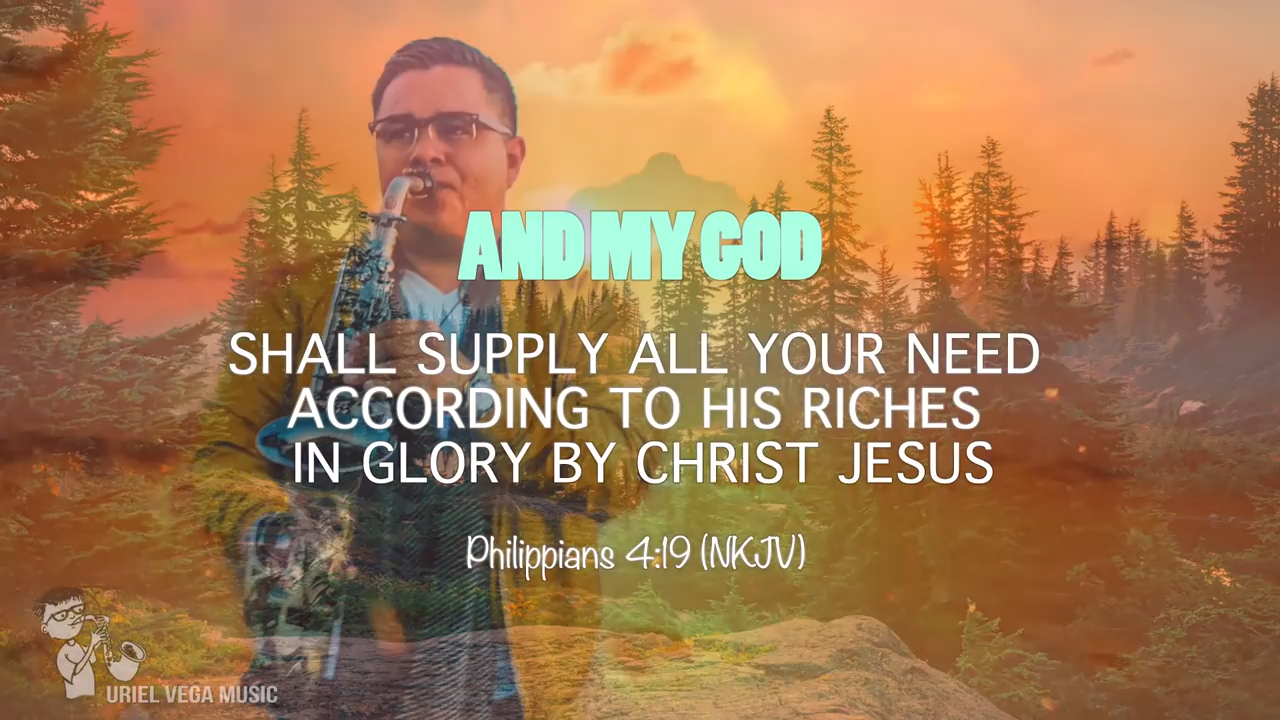 AND MY GOD
SHALL SUPPLY ALL YOUR NEED
ACCORDING TO HIS RICHES
IN GLORY BY CHRIST JESUS
Philippians 4:19 (NKJV)
URIEL VEGA MUSIC